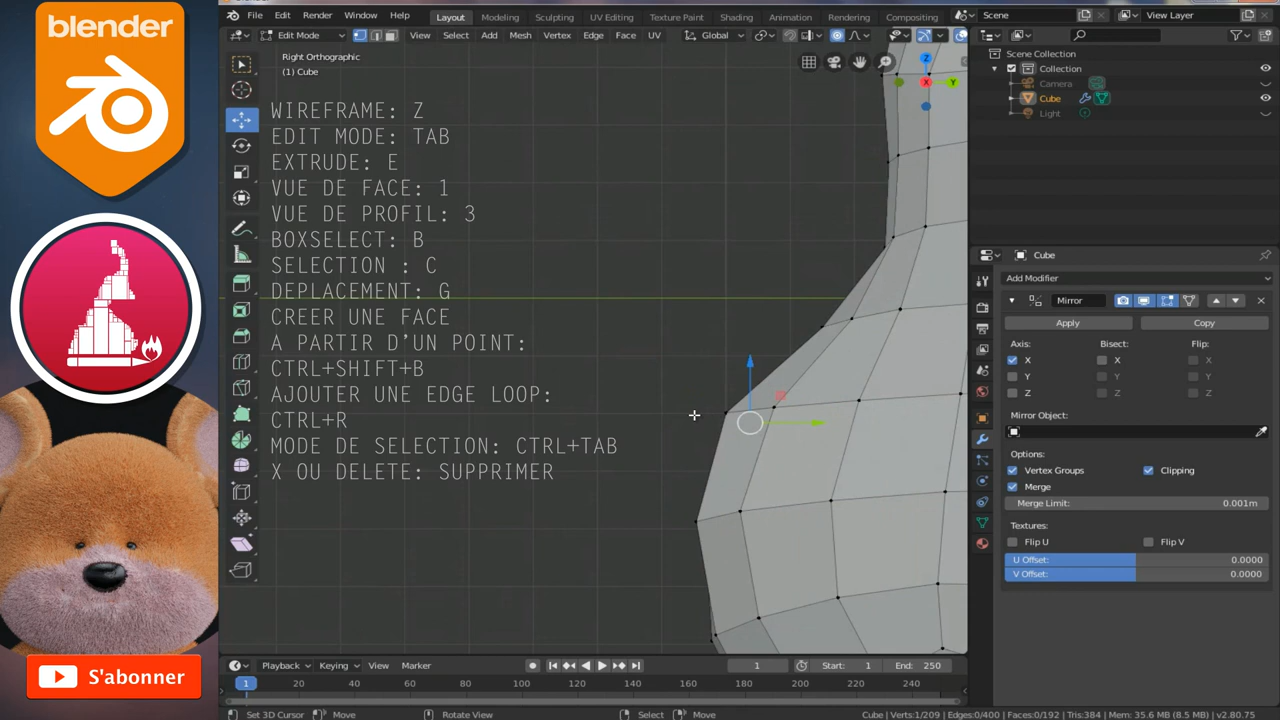 blender
S'abonner
File Edit Render Window Help
Layout Modeling Sculpting UV Editing Texture Paint Shading Animation Rendering Compositing
Scene
View Layer
Edit Mode
View Select Add Mesh Vertex Edge Face UV
Global
Right Orthographic
(1) Cube
WIREFRAME: Z
EDIT MODE: TAB
EXTRUDE: E
VUE DE FACE: 1
VUE DE PROFIL: 3
BOXSELECT: B
SELECTION : C
DEPLACEMENT: G
CREER UNE FACE
A PARTIR D'UN POINT:
CTRL+SHIFT+B
AJOUTER UNE EDGE LOOP:
CTRL+R
MODE DE SELECTION: CTRL+TAB
X OU DELETE: SUPPRIMER
Z
X
Y
Scene Collection
Collection
Camera
Cube
Light
Cube
Add Modifier
Mirror
Apply Copy
Axis: Bisect: Flip:
X X X
Y Y Y
Z Z Z
Mirror Object:
Options:
Vertex Groups Clipping
Merge
Merge Limit: 0.001m
Textures:
Flip U Flip V
U Offset: 0.0000
V Offset: 0.0000
Playback Keying View Marker
1 Start: 1 End: 250
1 20 40 60 80 100 120 140 160 180 200 220 240
Set 3D Cursor Move Rotate View Select Move
Cube | Verts:1/209 | Edges:0/400 | Faces:0/192 | Tris:384 | Mem: 35.6 MB (8.5 MB) | v2.80.75